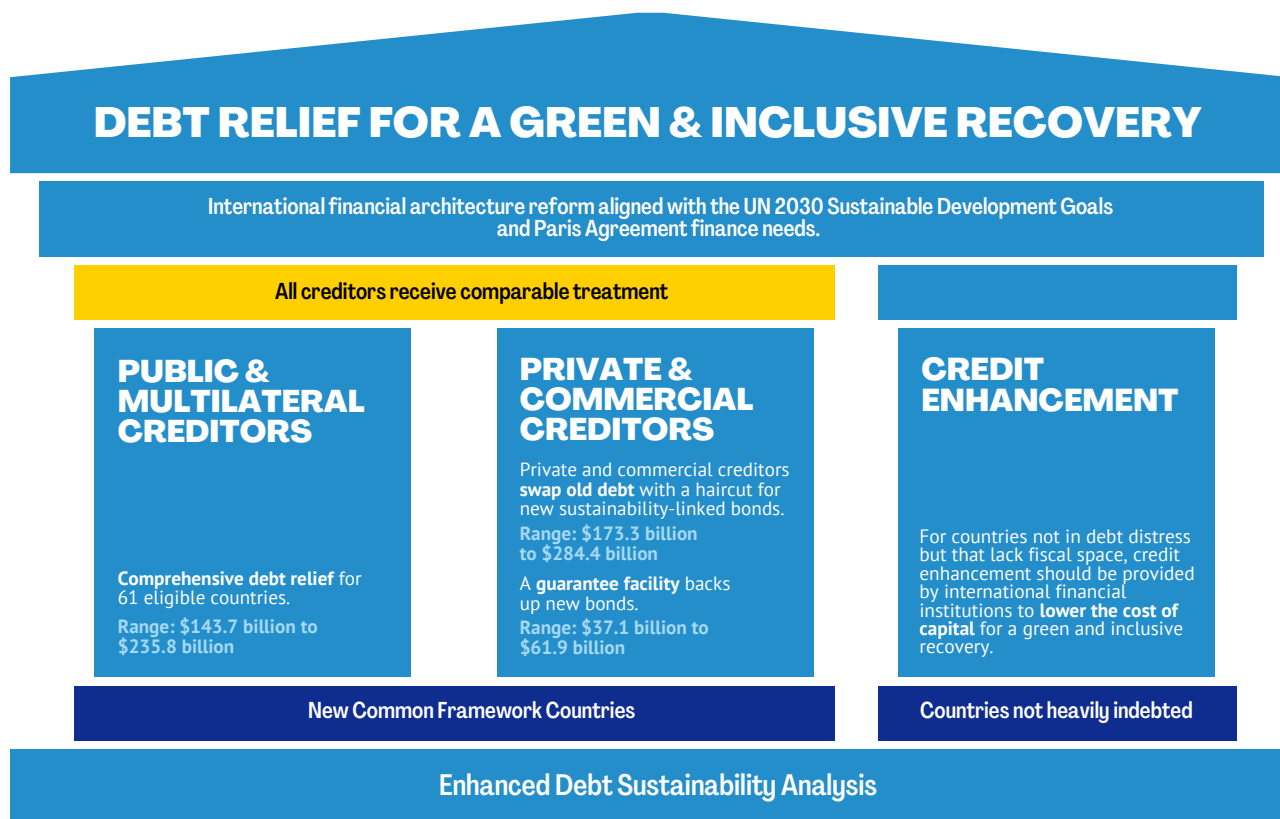 DEBT RELIEF FOR A GREEN & INCLUSIVE RECOVERY
International financial architecture reform aligned with the UN 2030 Sustainable Development Goals
and Paris Agreement finance needs.
All creditors receive comparable treatment
PUBLIC &
MULTILATERAL
CREDITORS
Comprehensive debt relief for
61 eligible countries.
Range: $143.7 billion to
$235.8 billion
PRIVATE &
COMMERCIAL
CREDITORS
Private and commercial creditors
swap old debt with a haircut for
new sustainability-linked bonds.
Range: $173.3 billion
to $284.4 billion
A guarantee facility backs
up new bonds.
Range: $37.1 billion to
$61.9 billion
CREDIT
ENHANCEMENT
For countries not in debt distress
but that lack fiscal space, credit
enhancement should be provided
by international financial
institutions to lower the cost of
capital for a green and inclusive
recovery.
New Common Framework Countries
Countries not heavily indebted
Enhanced Debt Sustainability Analysis